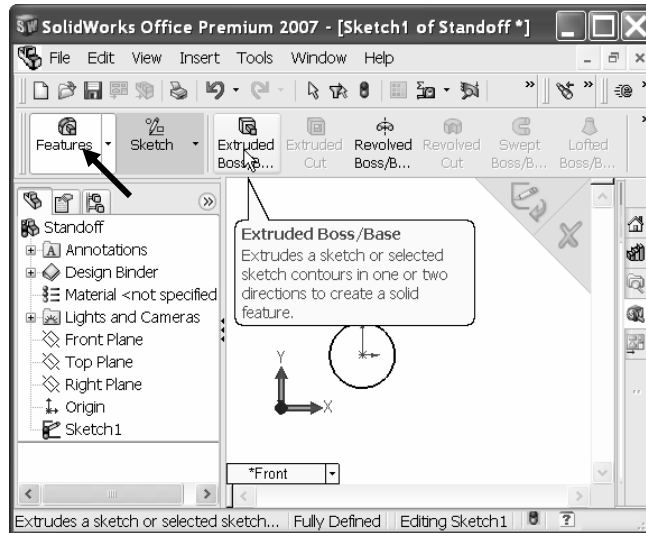 SolidWorks Office Premium 2007 - [Sketch1 of Standoff *]
File Edit View Insert Tools Window Help
Features Sketch Extruded Boss/B... Extruded Cut Revolved Boss/B... Revolved Cut Swept Boss/B... Lofted Boss/B...
Standoff
Annotations
Design Binder
Material <not specified
Lights and Cameras
Front Plane
Top Plane
Right Plane
Origin
Sketch1
Extruded Boss/Base
Extrudes a sketch or selected
sketch contours in one or two
directions to create a solid
feature.
Y
X
*Front
Extrudes a sketch or selected sketch... Fully Defined Editing Sketch1